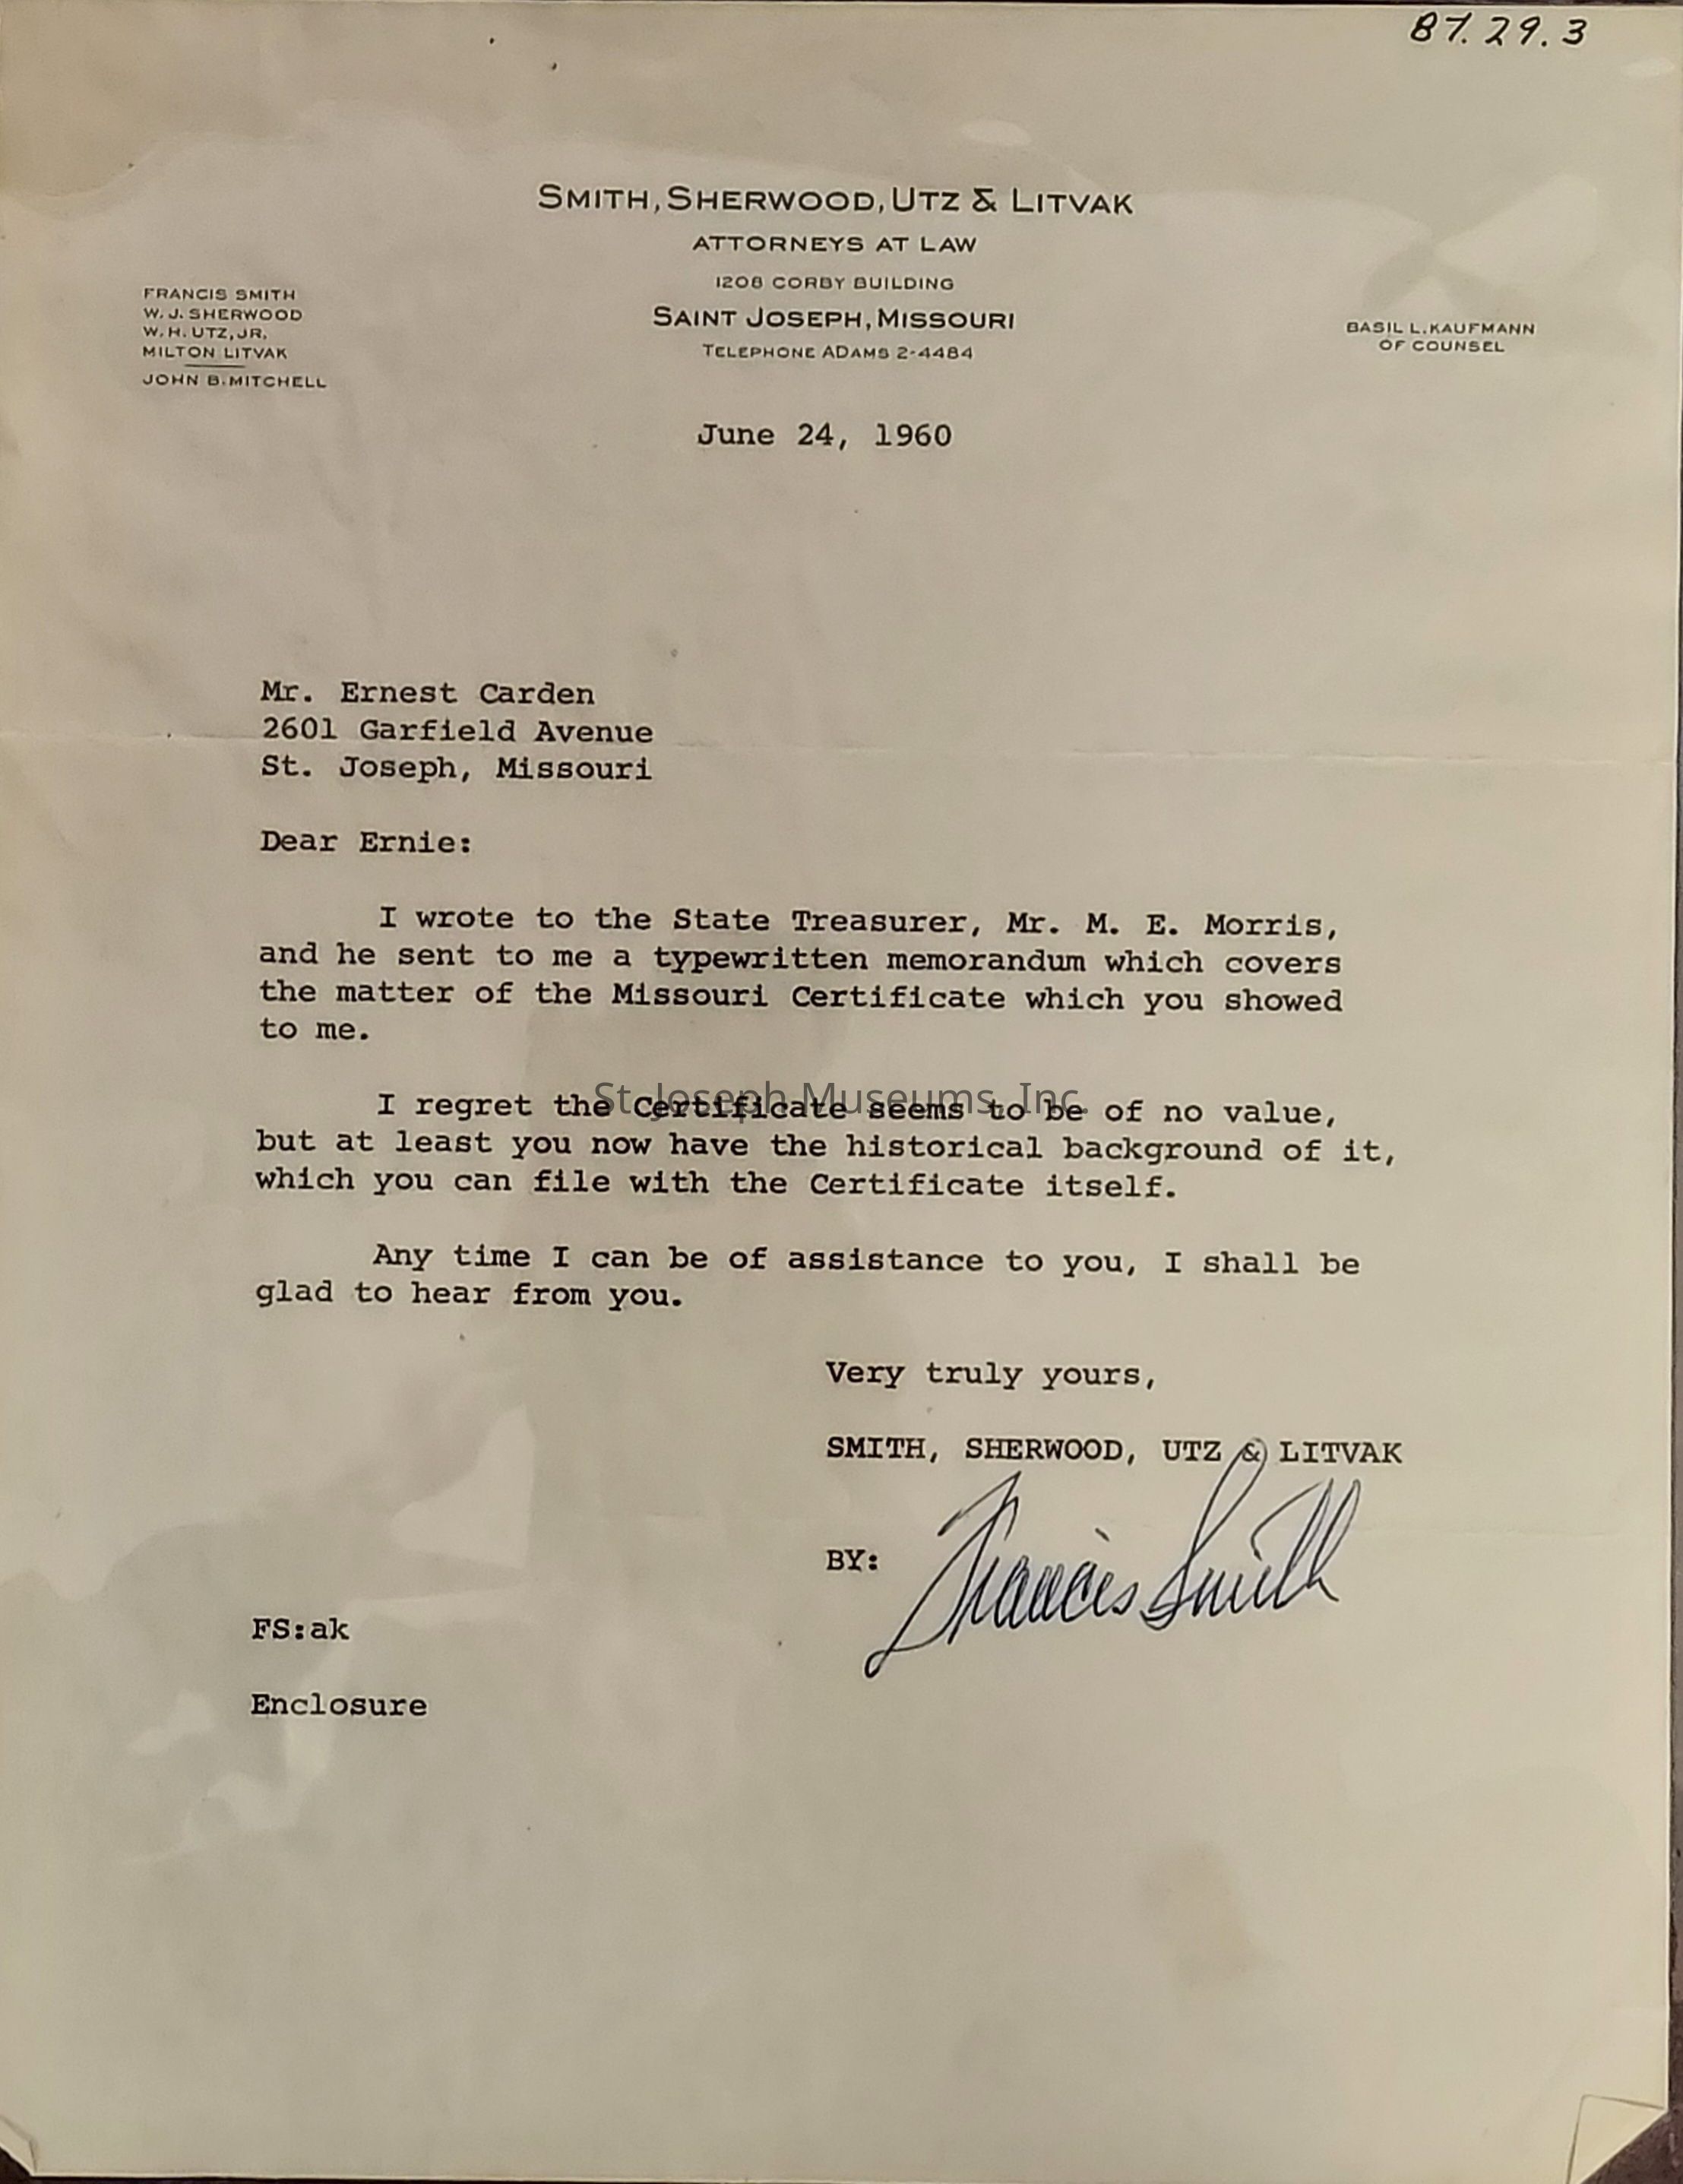 87.29.3
SMITH, SHERWOOD, UTZ & LITVAK
ATTORNEYS AT LAW
1208 CORBY BUILDING
SAINT JOSEPH, MISSOURI
TELEPHONE ADAMS 2-4484
FRANCIS SMITH
W. J. SHERWOOD
W. H. UTZ, JR.
MILTON LITVAK
JOHN B. MITCHELL
BASIL L. KAUFMANN
OF COUNSEL
June 24, 1960
Mr. Ernest Carden
2601 Garfield Avenue
St. Joseph, Missouri
Dear Ernie:
I wrote to the State Treasurer, Mr. M. E. Morris,
and he sent to me a typewritten memorandum which covers
the matter of the Missouri Certificate which you showed
to me.
St. Joseph Museums, Inc.
I regret the Certificate seems to be of no value,
but at least you now have the historical background of it,
which you can file with the Certificate itself.
Any time I can be of assistance to you, I shall be
glad to hear from you.
Very truly yours,
SMITH, SHERWOOD, UTZ & LITVAK
BY: Francis Smith
FS:ak
Enclosure